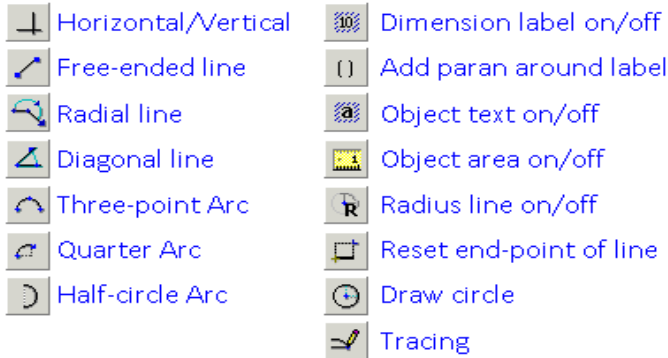 Horizontal/Vertical
Free-ended line
Radial line
Diagonal line
Three-point Arc
Quarter Arc
Half-circle Arc
10 Dimension label on/off
( ) Add paran around label
a Object text on/off
1 Object area on/off
R Radius line on/off
Reset end-point of line
Draw circle
Tracing